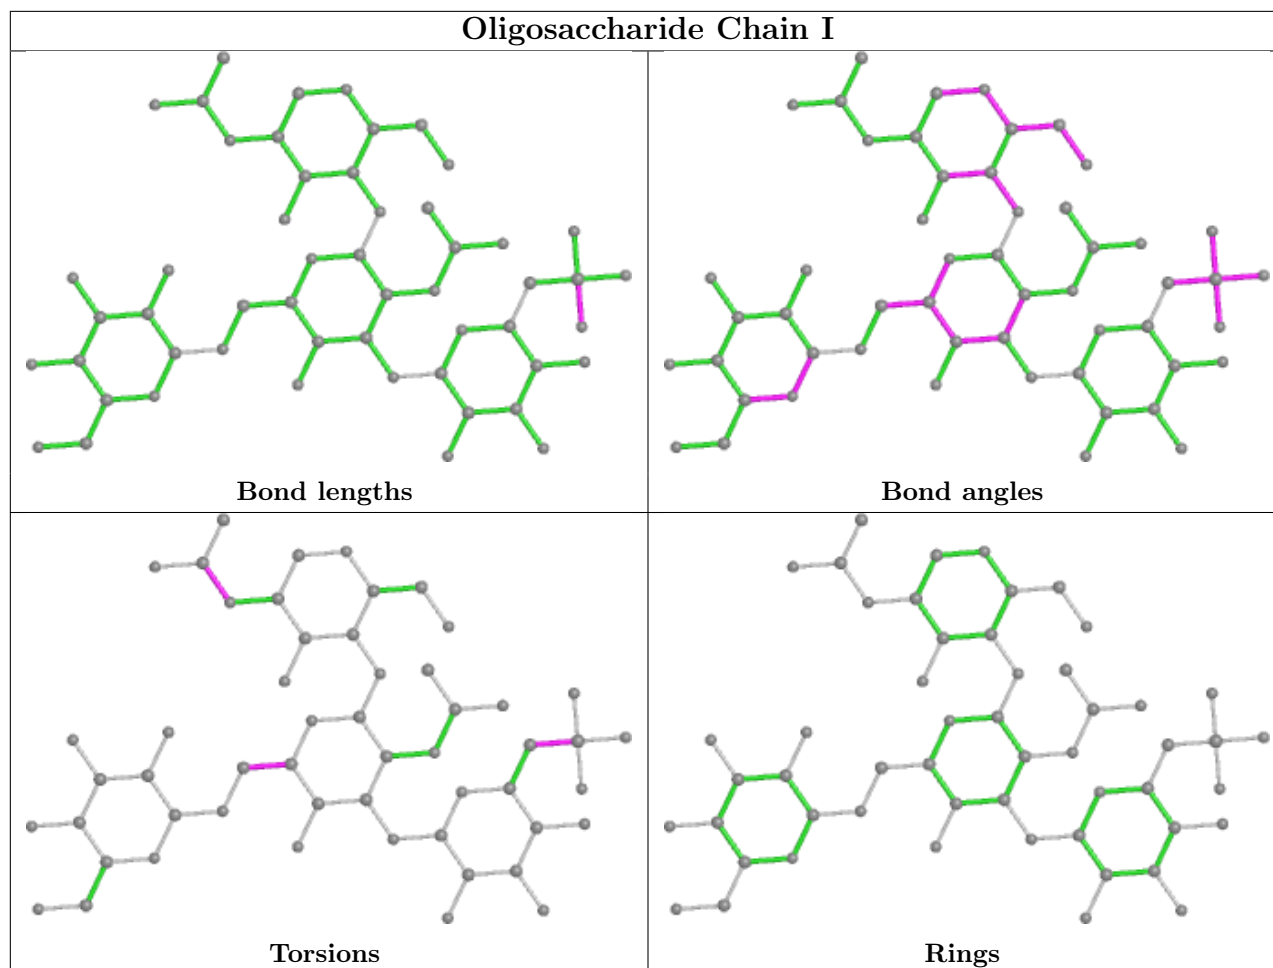 Oligosaccharide Chain I
Bond lengths
Bond angles
Torsions
Rings